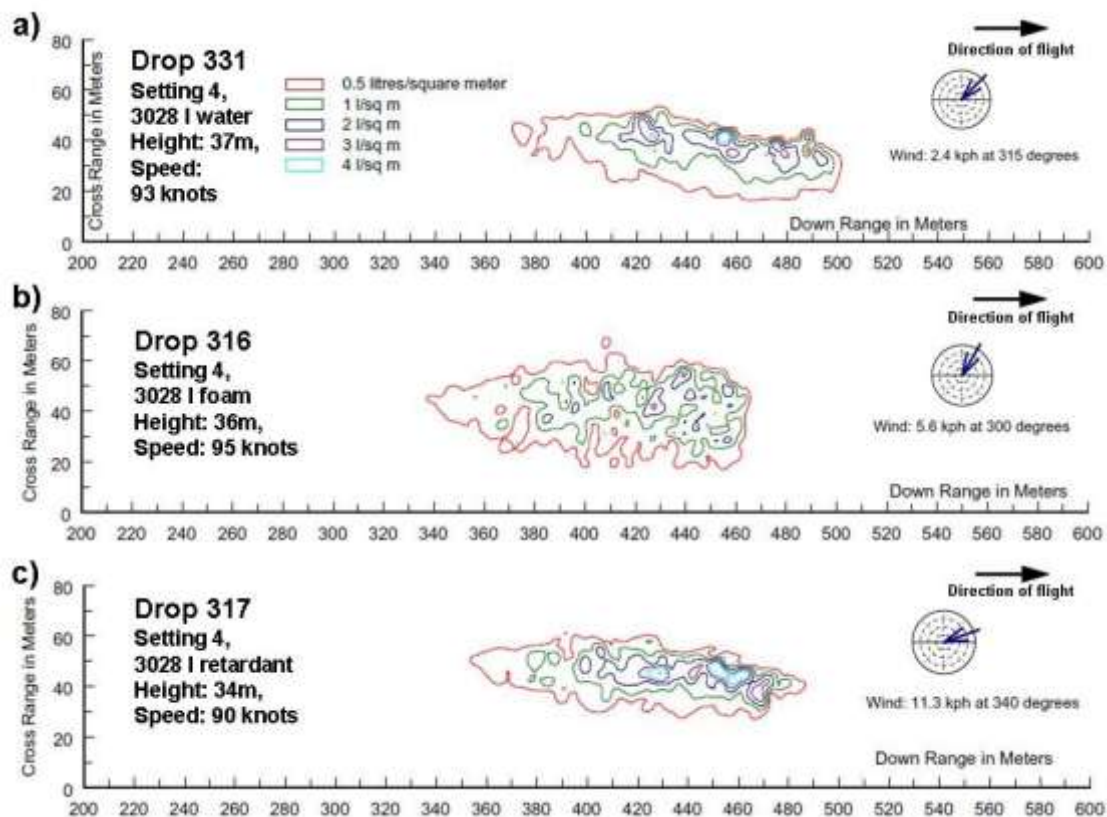 a)
80
60
40
20
0
Cross Range in Meters
Drop 331
Setting 4,
3028 l water
Height: 37m,
Speed:
93 knots
0.5 litres/square meter
1 l/sq m
2 l/sq m
3 l/sq m
4 l/sq m
Direction of flight
Wind: 2.4 kph at 315 degrees
Down Range in Meters
200 220 240 260 280 300 320 340 360 380 400 420 440 460 480 500 520 540 560 580 600
b)
80
60
40
20
0
Cross Range in Meters
Drop 316
Setting 4,
3028 l foam
Height: 36m,
Speed: 95 knots
Direction of flight
Wind: 5.6 kph at 300 degrees
Down Range in Meters
200 220 240 260 280 300 320 340 360 380 400 420 440 460 480 500 520 540 560 580 600
c)
80
60
40
20
0
Cross Range in Meters
Drop 317
Setting 4,
3028 l retardant
Height: 34m,
Speed: 90 knots
Direction of flight
Wind: 11.3 kph at 340 degrees
Down Range in Meters
200 220 240 260 280 300 320 340 360 380 400 420 440 460 480 500 520 540 560 580 600